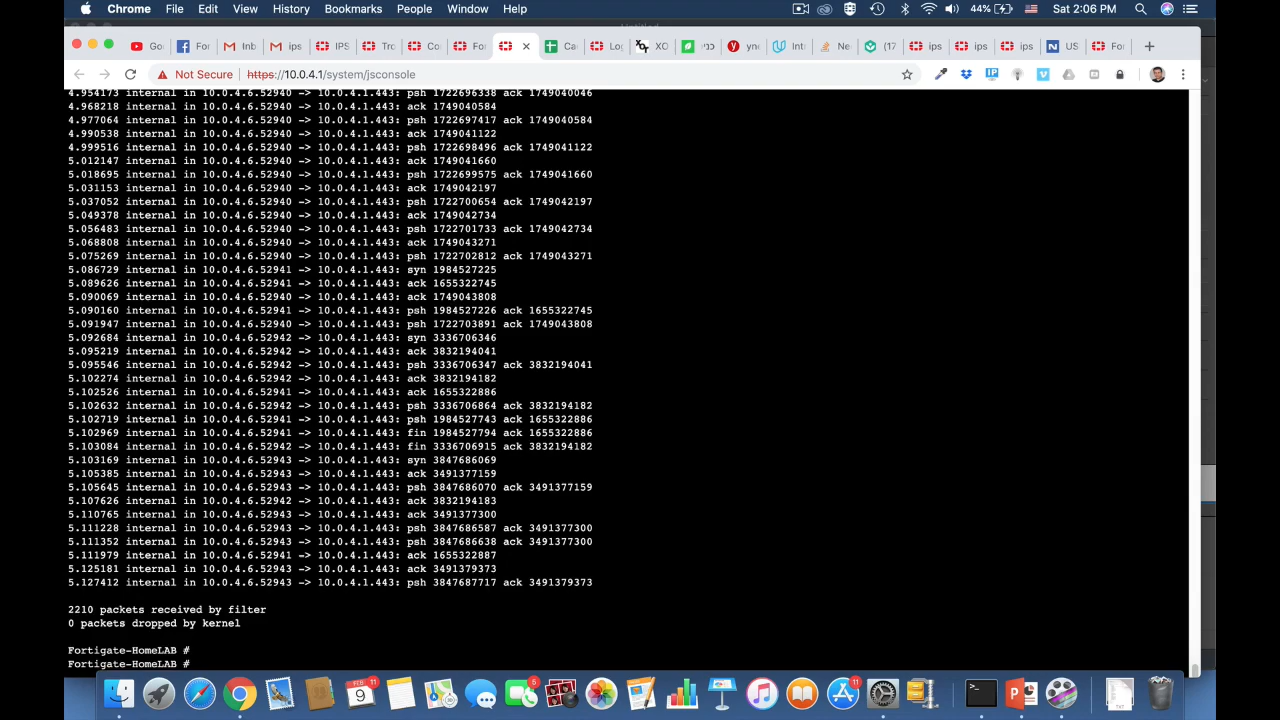 Chrome File Edit View History Bookmarks People Window Help 44% Sat 2:06 PM
Untitled
Go Fo Inb ips IPS Tro Co Fo Ca Log XO כפי yne Inte Ne (17 ips ips ips US For
Not Secure https://10.0.4.1/system/jsconsole
4.954173 internal in 10.0.4.6.52940 -> 10.0.4.1.443: psh 1722696338 ack 1749040046
4.968218 internal in 10.0.4.6.52940 -> 10.0.4.1.443: ack 1749040584
4.977064 internal in 10.0.4.6.52940 -> 10.0.4.1.443: psh 1722697417 ack 1749040584
4.990538 internal in 10.0.4.6.52940 -> 10.0.4.1.443: ack 1749041122
4.999516 internal in 10.0.4.6.52940 -> 10.0.4.1.443: psh 1722698496 ack 1749041122
5.012147 internal in 10.0.4.6.52940 -> 10.0.4.1.443: ack 1749041660
5.018695 internal in 10.0.4.6.52940 -> 10.0.4.1.443: psh 1722699575 ack 1749041660
5.031153 internal in 10.0.4.6.52940 -> 10.0.4.1.443: ack 1749042197
5.037052 internal in 10.0.4.6.52940 -> 10.0.4.1.443: psh 1722700654 ack 1749042197
5.049378 internal in 10.0.4.6.52940 -> 10.0.4.1.443: ack 1749042734
5.056483 internal in 10.0.4.6.52940 -> 10.0.4.1.443: psh 1722701733 ack 1749042734
5.068808 internal in 10.0.4.6.52940 -> 10.0.4.1.443: ack 1749043271
5.075269 internal in 10.0.4.6.52940 -> 10.0.4.1.443: psh 1722702812 ack 1749043271
5.086729 internal in 10.0.4.6.52941 -> 10.0.4.1.443: syn 1984527225
5.089626 internal in 10.0.4.6.52941 -> 10.0.4.1.443: ack 1655322745
5.090069 internal in 10.0.4.6.52940 -> 10.0.4.1.443: ack 1749043808
5.090160 internal in 10.0.4.6.52941 -> 10.0.4.1.443: psh 1984527226 ack 1655322745
5.091947 internal in 10.0.4.6.52940 -> 10.0.4.1.443: psh 1722703891 ack 1749043808
5.092684 internal in 10.0.4.6.52942 -> 10.0.4.1.443: syn 3336706346
5.095219 internal in 10.0.4.6.52942 -> 10.0.4.1.443: ack 3832194041
5.095546 internal in 10.0.4.6.52942 -> 10.0.4.1.443: psh 3336706347 ack 3832194041
5.102274 internal in 10.0.4.6.52942 -> 10.0.4.1.443: ack 3832194182
5.102526 internal in 10.0.4.6.52941 -> 10.0.4.1.443: ack 1655322886
5.102632 internal in 10.0.4.6.52942 -> 10.0.4.1.443: psh 3336706864 ack 3832194182
5.102719 internal in 10.0.4.6.52941 -> 10.0.4.1.443: psh 1984527743 ack 1655322886
5.102969 internal in 10.0.4.6.52941 -> 10.0.4.1.443: fin 1984527794 ack 1655322886
5.103084 internal in 10.0.4.6.52942 -> 10.0.4.1.443: fin 3336706915 ack 3832194182
5.103169 internal in 10.0.4.6.52943 -> 10.0.4.1.443: syn 3847686069
5.105385 internal in 10.0.4.6.52943 -> 10.0.4.1.443: ack 3491377159
5.105645 internal in 10.0.4.6.52943 -> 10.0.4.1.443: psh 3847686070 ack 3491377159
5.107626 internal in 10.0.4.6.52942 -> 10.0.4.1.443: ack 3832194183
5.110765 internal in 10.0.4.6.52943 -> 10.0.4.1.443: ack 3491377300
5.111228 internal in 10.0.4.6.52943 -> 10.0.4.1.443: psh 3847686587 ack 3491377300
5.111352 internal in 10.0.4.6.52943 -> 10.0.4.1.443: psh 3847686638 ack 3491377300
5.111979 internal in 10.0.4.6.52941 -> 10.0.4.1.443: ack 1655322887
5.125181 internal in 10.0.4.6.52943 -> 10.0.4.1.443: ack 3491379373
5.127412 internal in 10.0.4.6.52943 -> 10.0.4.1.443: psh 3847687717 ack 3491379373
2210 packets received by filter
0 packets dropped by kernel
Fortigate-HomeLAB #
Fortigate-HomeLAB #